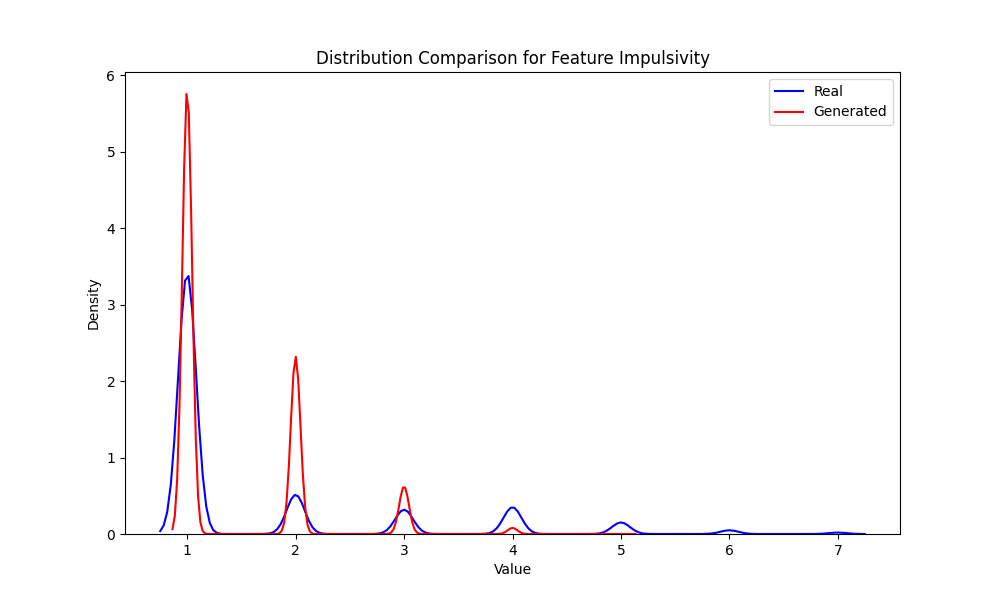 Distribution Comparison for Feature Impulsivity
Real
Generated
6
5
4
3
2
1
0
Density
1 2 3 4 5 6 7
Value